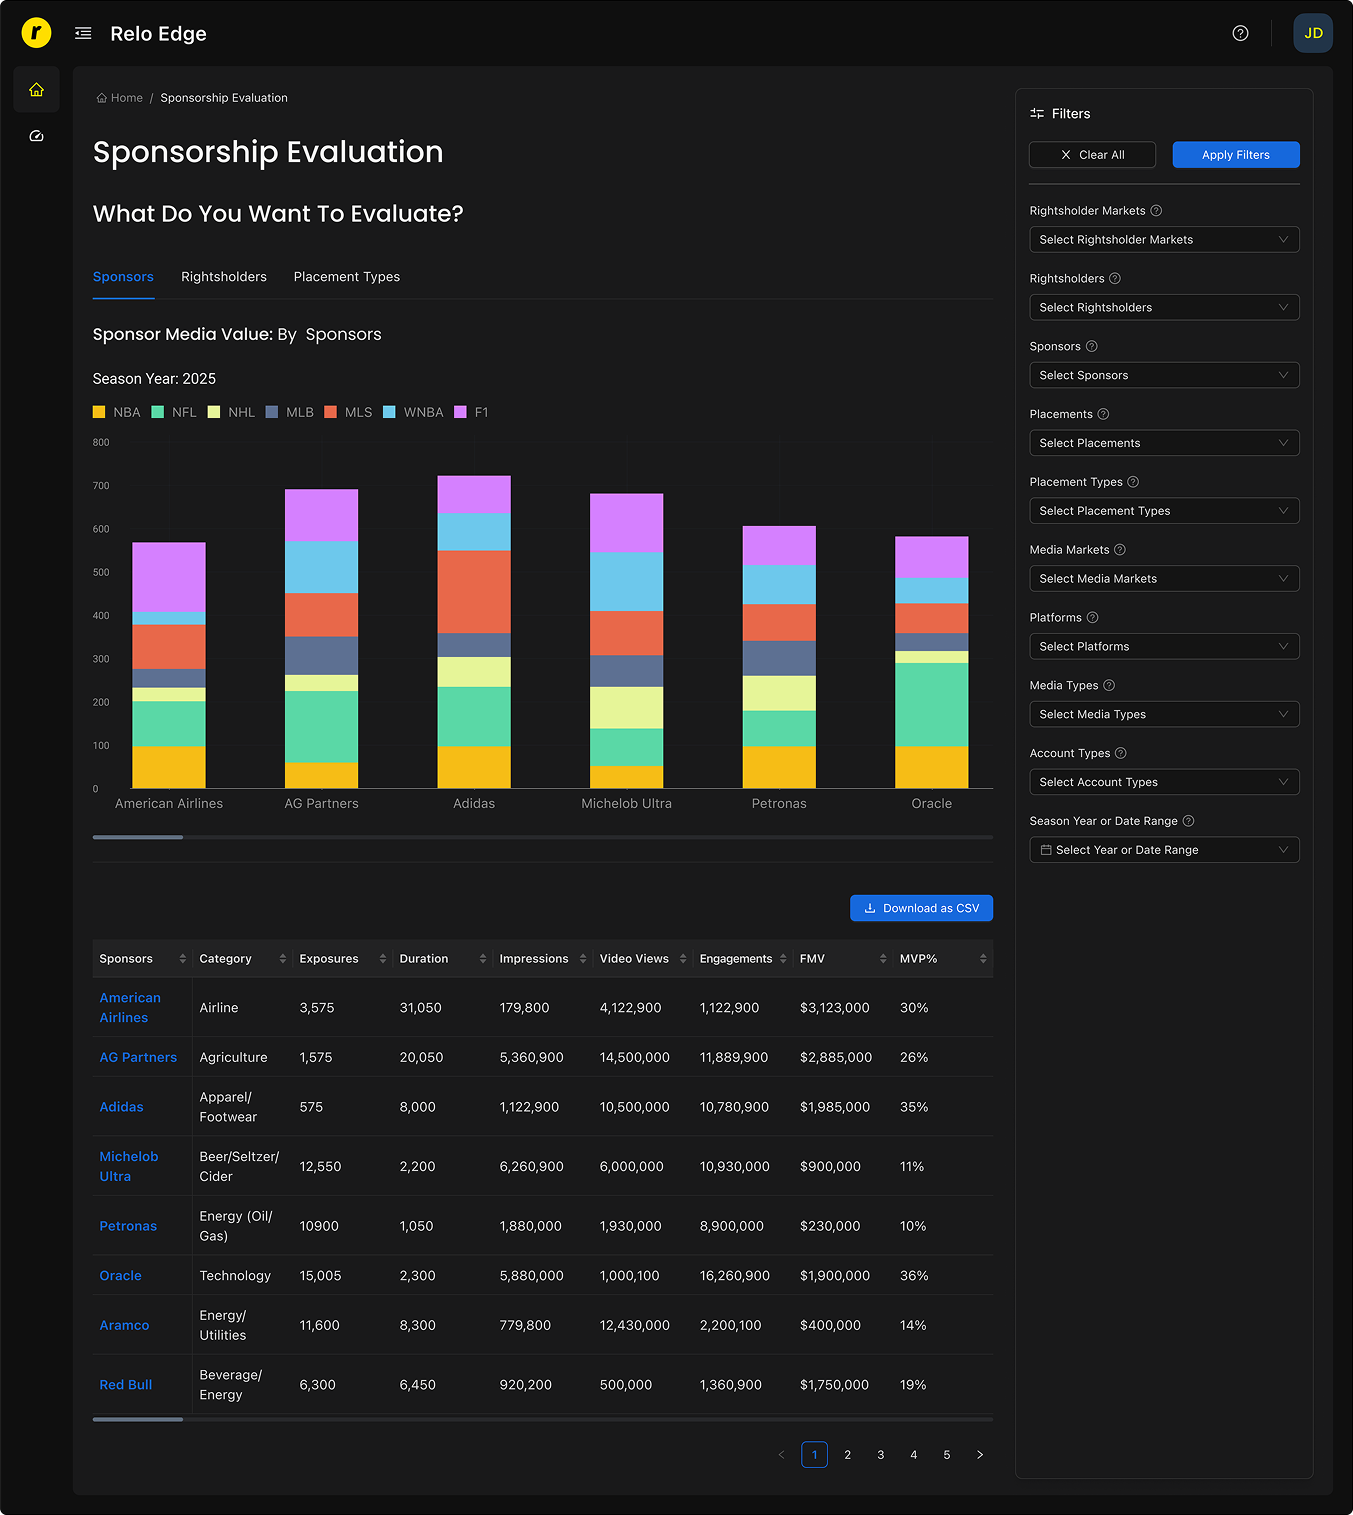 r Relo Edge JD
Home / Sponsorship Evaluation
Sponsorship Evaluation
What Do You Want To Evaluate?
Sponsors Rightsholders Placement Types
Sponsor Media Value: By Sponsors
Season Year: 2025
NBA NFL NHL MLB MLS WNBA F1
800
700
600
500
400
300
200
100
0
American Airlines AG Partners Adidas Michelob Ultra Petronas Oracle
Download as CSV
Sponsors Category Exposures Duration Impressions Video Views Engagements FMV MVP%
American Airlines Airline 3,575 31,050 179,800 4,122,900 1,122,900 $3,123,000 30%
AG Partners Agriculture 1,575 20,050 5,360,900 14,500,000 11,889,900 $2,885,000 26%
Adidas Apparel/ Footwear 575 8,000 1,122,900 10,500,000 10,780,900 $1,985,000 35%
Michelob Ultra Beer/Seltzer/ Cider 12,550 2,200 6,260,900 6,000,000 10,930,000 $900,000 11%
Petronas Energy (Oil/ Gas) 10900 1,050 1,880,000 1,930,000 8,900,000 $230,000 10%
Oracle Technology 15,005 2,300 5,880,000 1,000,100 16,260,900 $1,900,000 36%
Aramco Energy/ Utilities 11,600 8,300 779,800 12,430,000 2,200,100 $400,000 14%
Red Bull Beverage/ Energy 6,300 6,450 920,200 500,000 1,360,900 $1,750,000 19%
< 1 2 3 4 5 >
Filters
Clear All Apply Filters
Rightsholder Markets
Select Rightsholder Markets
Rightsholders
Select Rightsholders
Sponsors
Select Sponsors
Placements
Select Placements
Placement Types
Select Placement Types
Media Markets
Select Media Markets
Platforms
Select Platforms
Media Types
Select Media Types
Account Types
Select Account Types
Season Year or Date Range
Select Year or Date Range